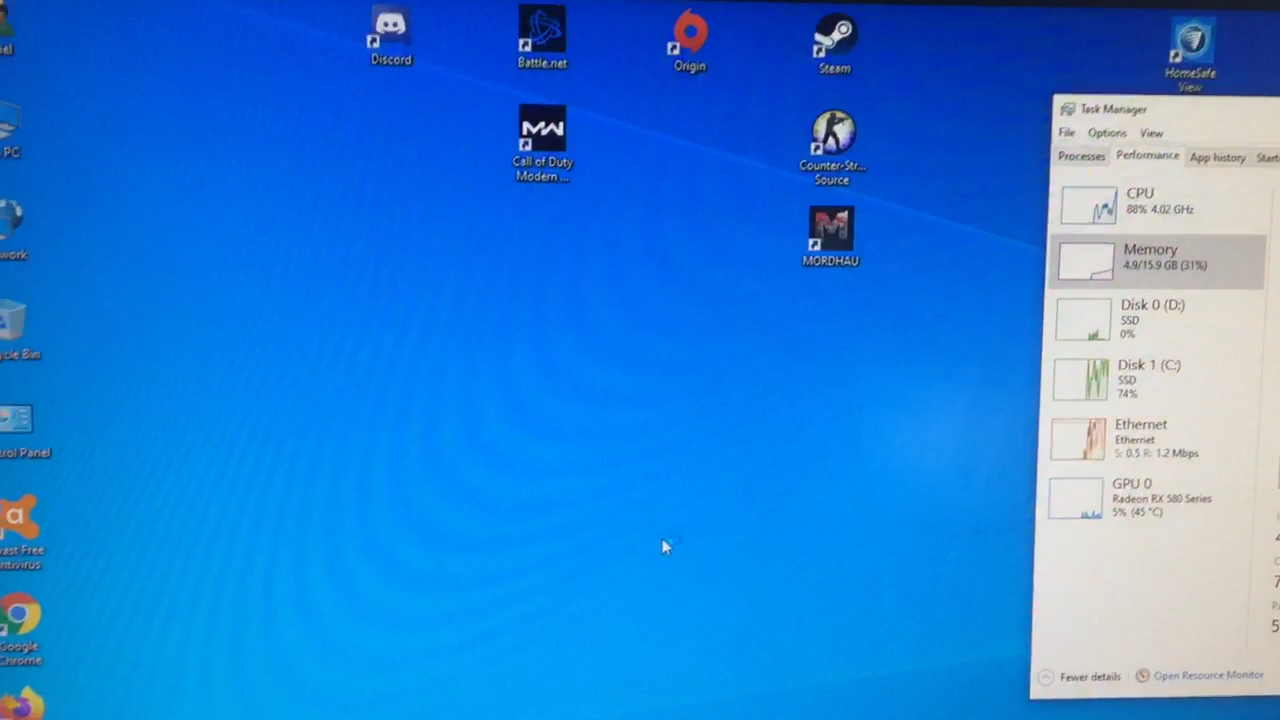 Discord
Battle.net
Origin
Steam
HomeSafe
View
Call of Duty
Modern ...
Counter-Str...
Source
MORDHAU
PC
Control Panel
Google
Chrome
Task Manager
File Options View
Processes Performance App history
CPU
88% 4.02 GHz
Memory
4.9/15.9 GB (31%)
Disk 0 (D:)
SSD
0%
Disk 1 (C:)
SSD
74%
Ethernet
Ethernet
S: 0.5 R: 1.2 Mbps
GPU 0
Radeon RX 580 Series
5% (45 °C)
Fewer details
Open Resource Monitor